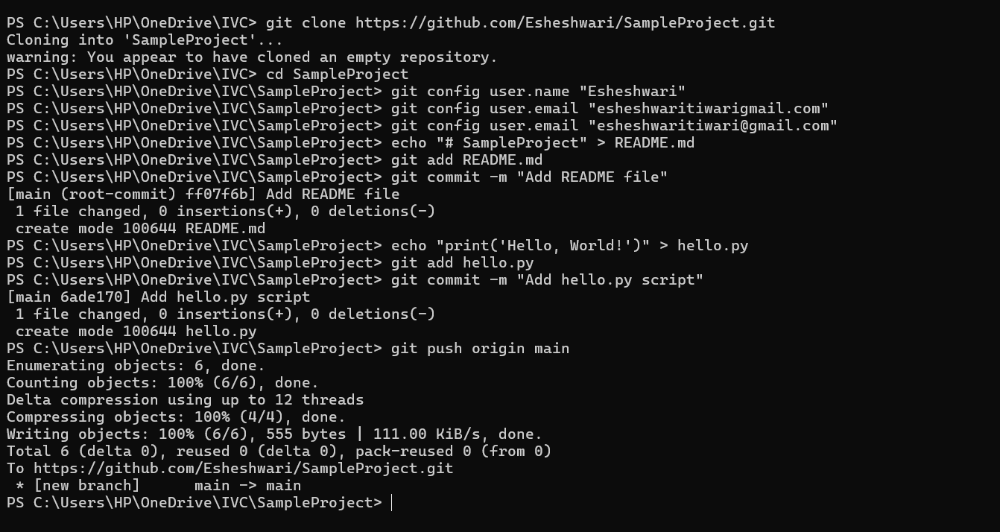 PS C:\Users\HP\OneDrive\IVC> git clone https://github.com/Esheshwari/SampleProject.git
Cloning into 'SampleProject'...
warning: You appear to have cloned an empty repository.
PS C:\Users\HP\OneDrive\IVC> cd SampleProject
PS C:\Users\HP\OneDrive\IVC\SampleProject> git config user.name "Esheshwari"
PS C:\Users\HP\OneDrive\IVC\SampleProject> git config user.email "esheshwaritiwarigmail.com"
PS C:\Users\HP\OneDrive\IVC\SampleProject> git config user.email "esheshwaritiwari@gmail.com"
PS C:\Users\HP\OneDrive\IVC\SampleProject> echo "# SampleProject" > README.md
PS C:\Users\HP\OneDrive\IVC\SampleProject> git add README.md
PS C:\Users\HP\OneDrive\IVC\SampleProject> git commit -m "Add README file"
[main (root-commit) ff07f6b] Add README file
 1 file changed, 0 insertions(+), 0 deletions(-)
 create mode 100644 README.md
PS C:\Users\HP\OneDrive\IVC\SampleProject> echo "print('Hello, World!')" > hello.py
PS C:\Users\HP\OneDrive\IVC\SampleProject> git add hello.py
PS C:\Users\HP\OneDrive\IVC\SampleProject> git commit -m "Add hello.py script"
[main 6ade170] Add hello.py script
 1 file changed, 0 insertions(+), 0 deletions(-)
 create mode 100644 hello.py
PS C:\Users\HP\OneDrive\IVC\SampleProject> git push origin main
Enumerating objects: 6, done.
Counting objects: 100% (6/6), done.
Delta compression using up to 12 threads
Compressing objects: 100% (4/4), done.
Writing objects: 100% (6/6), 555 bytes | 111.00 KiB/s, done.
Total 6 (delta 0), reused 0 (delta 0), pack-reused 0 (from 0)
To https://github.com/Esheshwari/SampleProject.git
 * [new branch]      main -> main
PS C:\Users\HP\OneDrive\IVC\SampleProject>